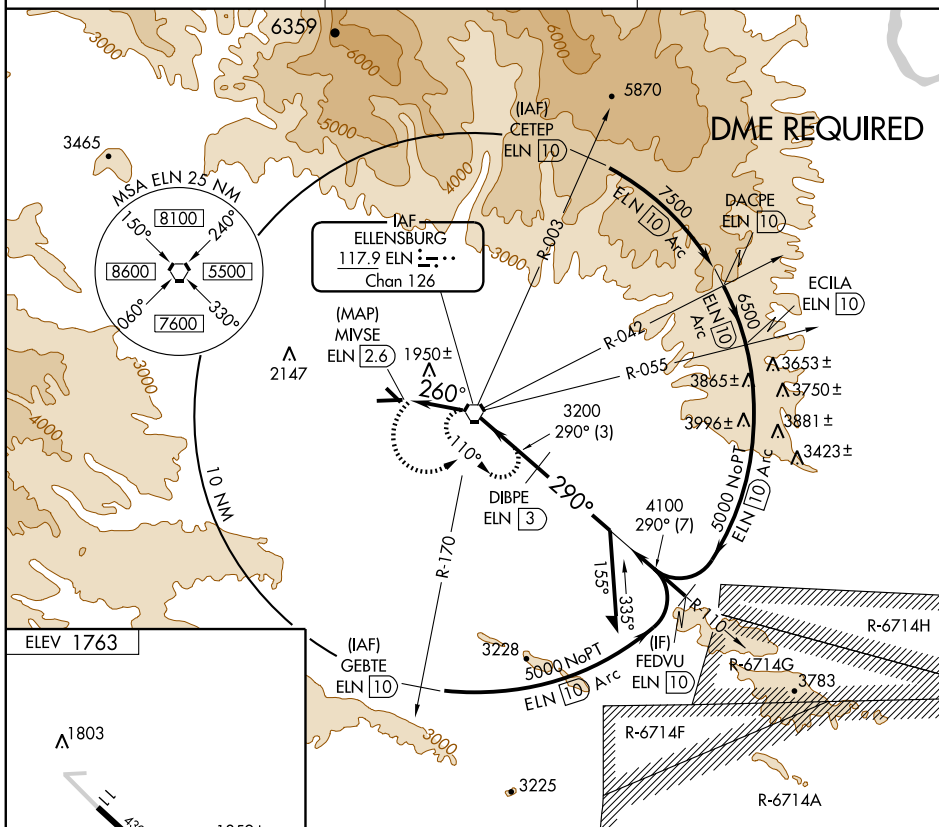 6359
3000
6000
6000
5870
(IAF)
CETEP
ELN 10
DME REQUIRED
5000
4000
3465
MSA ELN 25 NM
150°
8100
240°
8600
5500
060°
7600
330°
IAF
ELLENSBURG
117.9 ELN
Chan 126
3000
R-003
7500
ELN 10 Arc
DACPE
ELN 10
6500
ELN 10
Arc
ECILA
ELN 10
R-042
R-055
(MAP)
MIVSE
ELN 2.6
1950±
2147
260°
3000
4000
3653±
3865±
3750±
3996±
3881±
3423±
3200
290° (3)
110°
DIBPE
ELN 3
290°
4100
290° (7)
5000 NoPT
ELN 10 Arc
10 NM
R-170
155°
335°
R-110
R-6714H
ELEV 1763
(IAF)
GEBTE
ELN 10
3228
5000 NoPT
ELN 10 Arc
(IF)
FEDVU
ELN 10
R-6714G
3783
R-6714F
3000
1803
3225
R-6714A